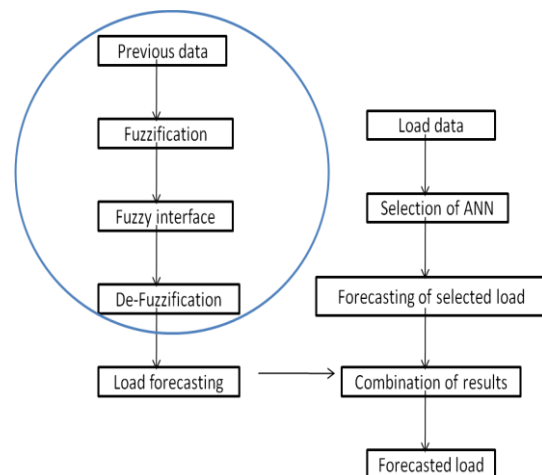 Previous data
Fuzzification
Fuzzy interface
De-Fuzzification
Load forecasting
Load data
Selection of ANN
Forecasting of selected load
Combination of results
Forecasted load